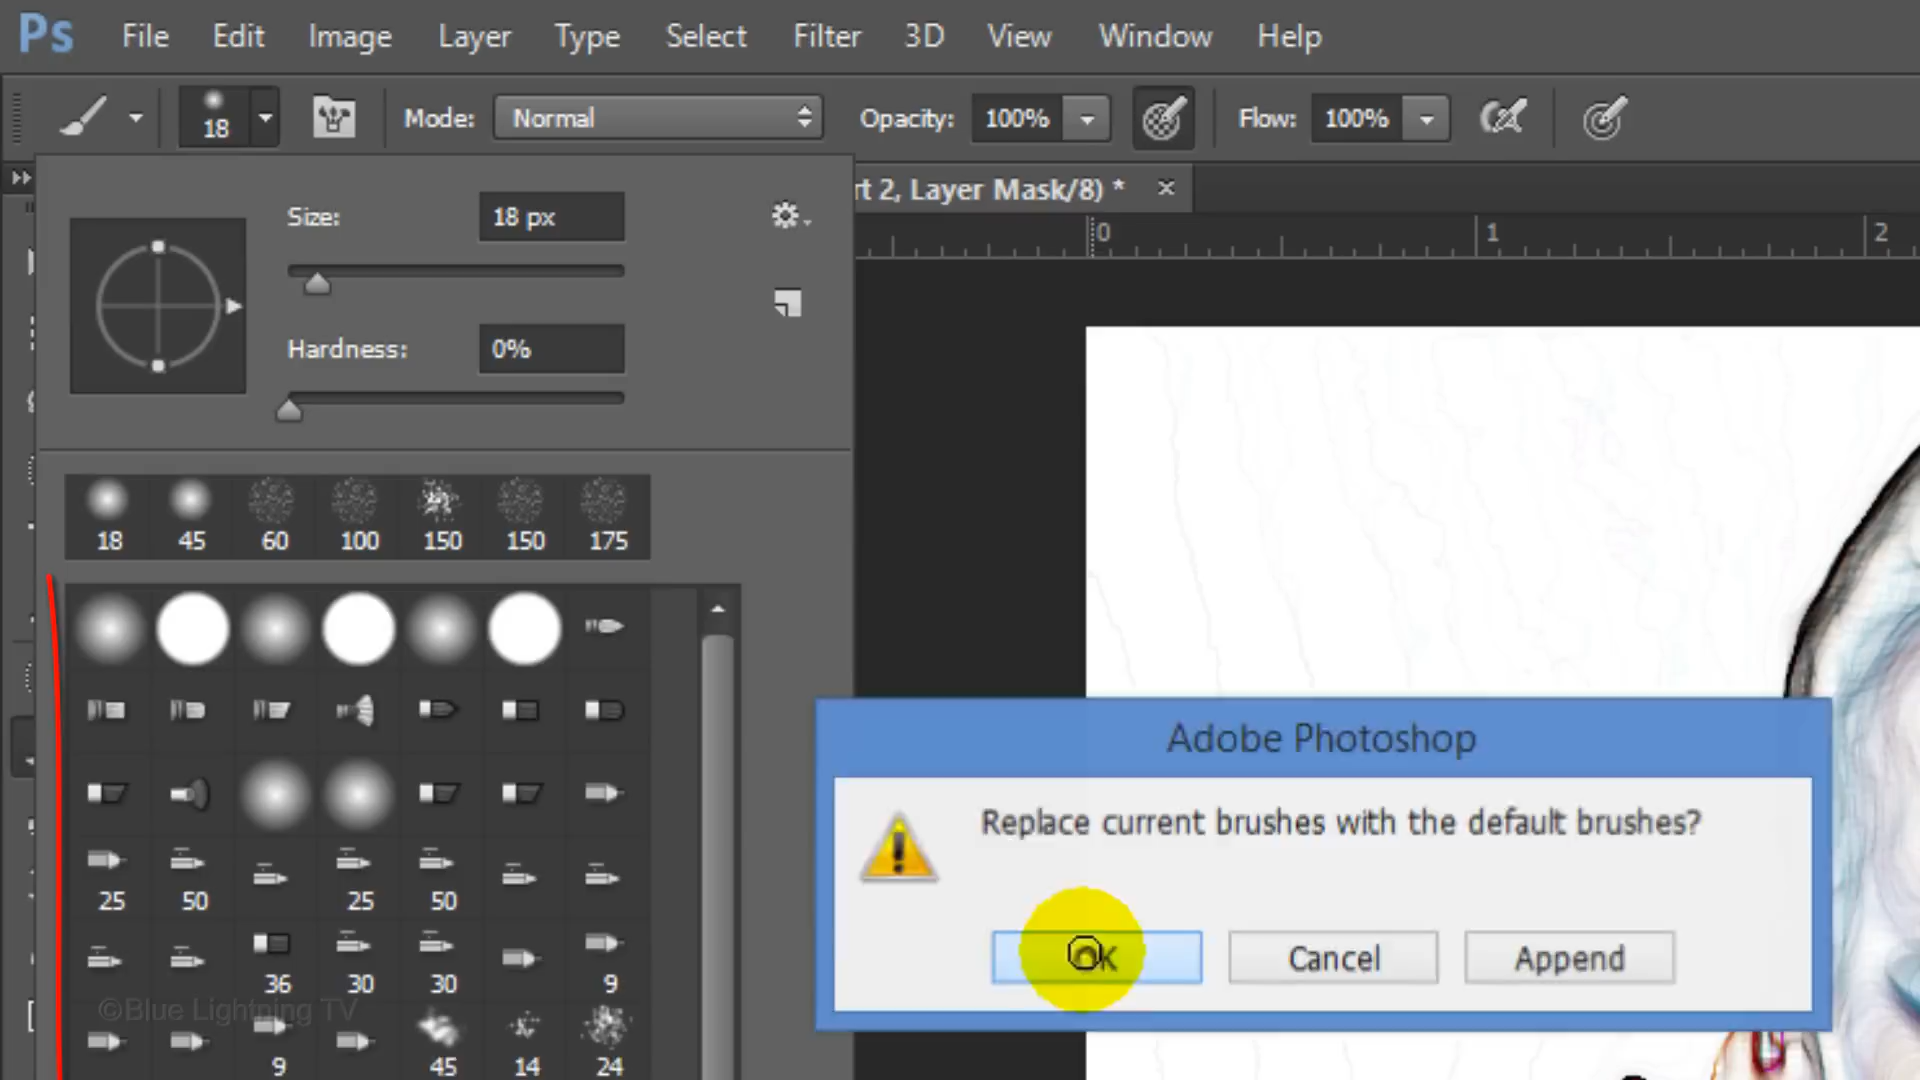 Ps File Edit Image Layer Type Select Filter 3D View Window Help
18 Mode: Normal Opacity: 100% Flow: 100%
rt 2, Layer Mask/8) *
Size: 18 px
0 1 2
Hardness: 0%
18 45 60 100 150 150 175
Adobe Photoshop
Replace current brushes with the default brushes?
25 50 25 50
OK Cancel Append
36 30 30 9
©Blue Lightning TV
9 45 14 24